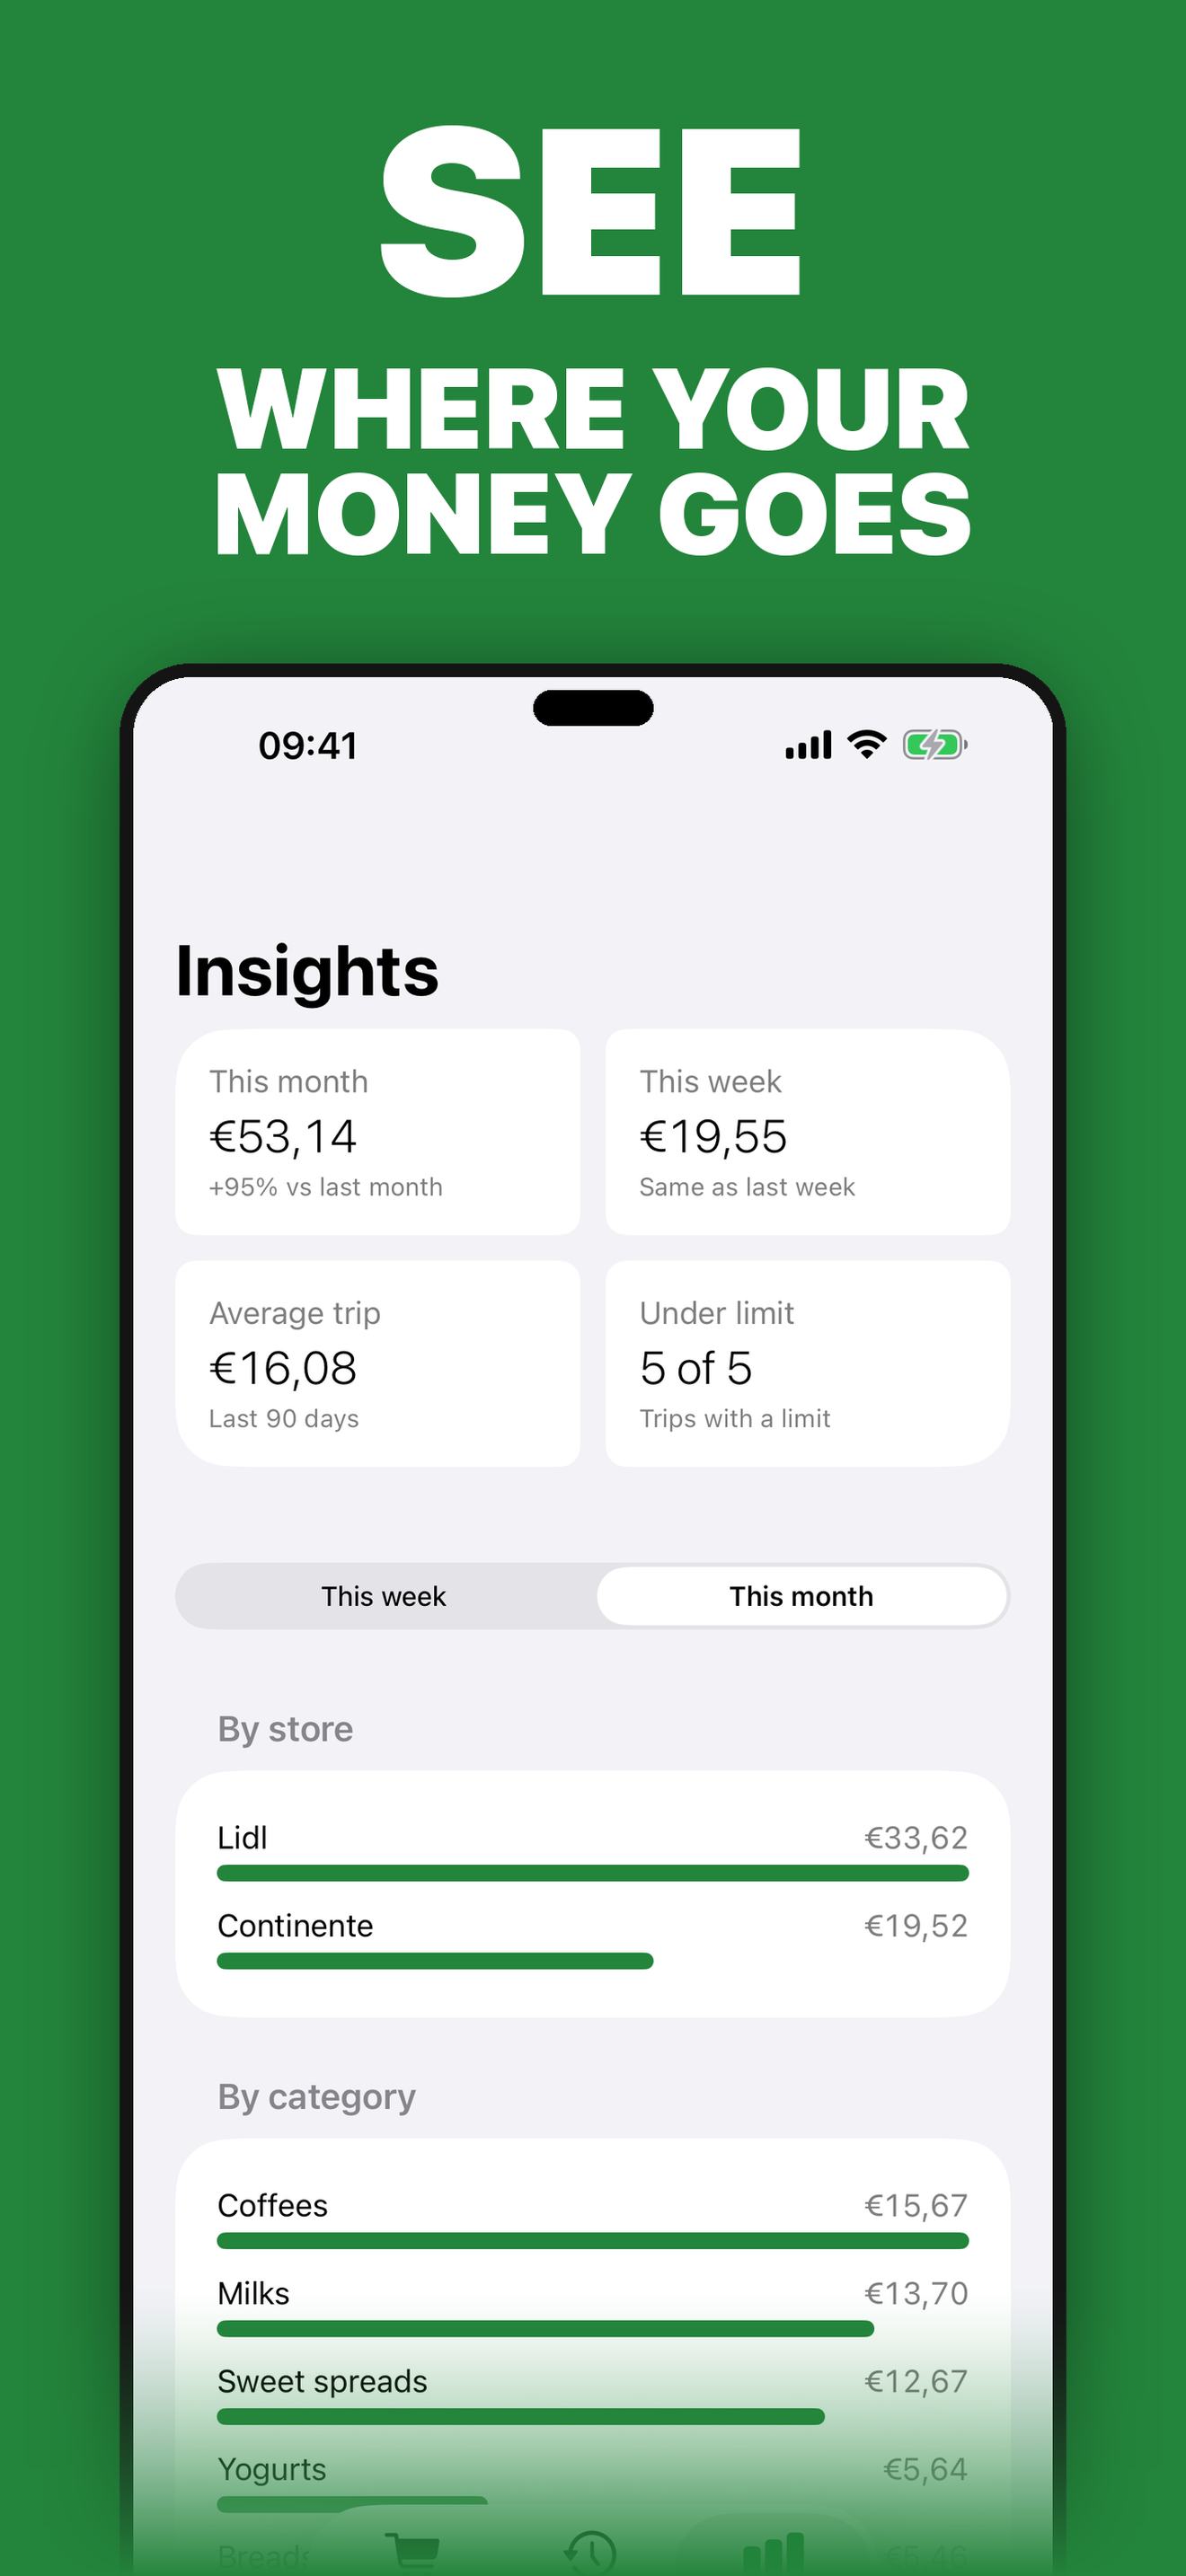 SEE
WHERE YOUR
MONEY GOES
09:41
Insights
This month
€53,14
+95% vs last month
This week
€19,55
Same as last week
Average trip
€16,08
Last 90 days
Under limit
5 of 5
Trips with a limit
This week
This month
By store
Lidl
€33,62
Continente
€19,52
By category
Coffees
€15,67
Milks
€13,70
Sweet spreads
€12,67
Yogurts
€5,64
Breads
€5,46